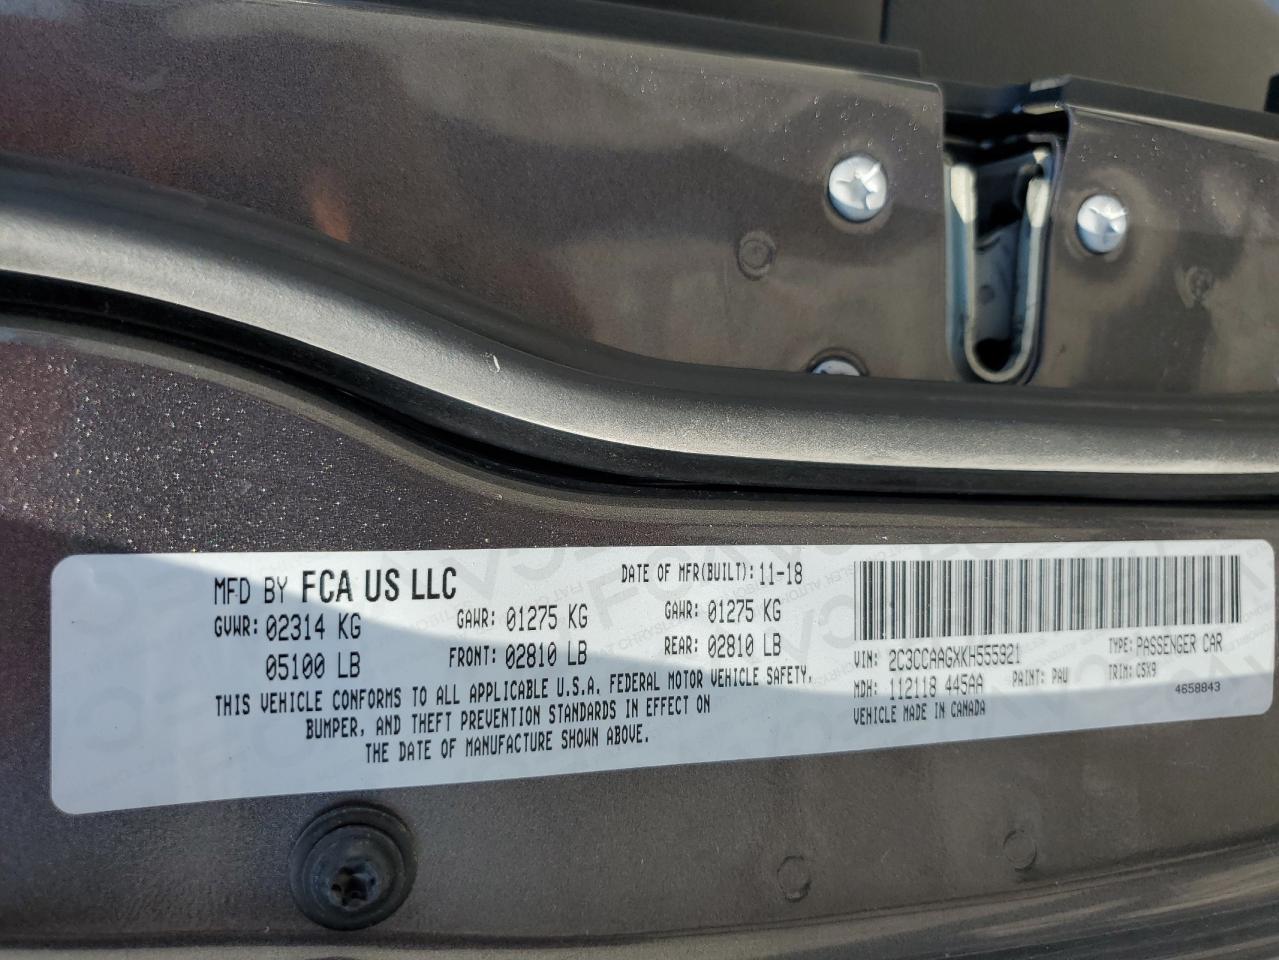 MFD BY FCA US LLC
DATE OF MFR(BUILT): 11-18
GVWR: 02314 KG
GAWR: 01275 KG
GAWR: 01275 KG
05100 LB
FRONT: 02810 LB
REAR: 02810 LB
THIS VEHICLE CONFORMS TO ALL APPLICABLE U.S.A. FEDERAL MOTOR VEHICLE SAFETY,
BUMPER, AND THEFT PREVENTION STANDARDS IN EFFECT ON
THE DATE OF MANUFACTURE SHOWN ABOVE.
VIN: 2C3CCAAGXKH555921
TYPE: PASSENGER CAR
MDH: 112118 445AA
PAINT: PAU
TRIM: CSX9
VEHICLE MADE IN CANADA
4658843